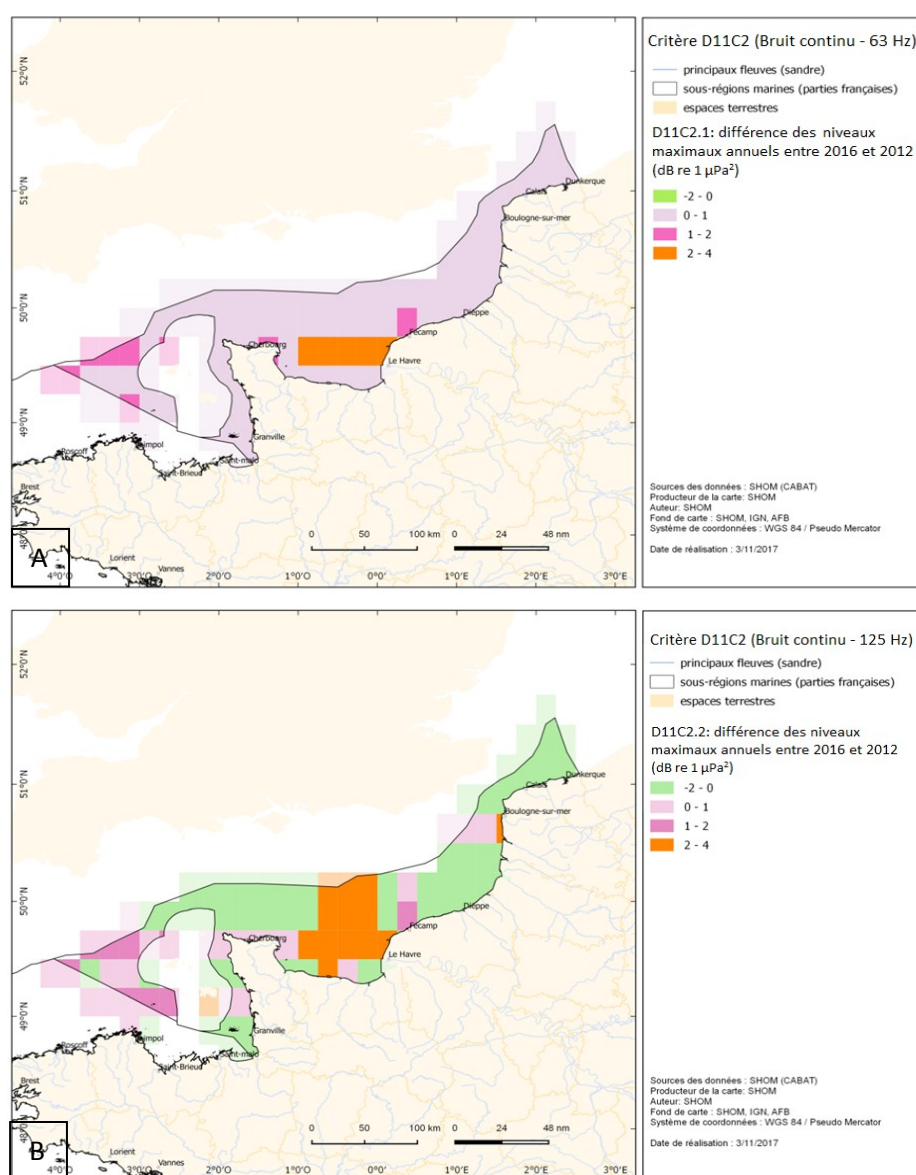 Critère D11C2 (Bruit continu - 63 Hz)
principaux fleuves (sandre)
sous-régions marines (parties françaises)
espaces terrestres
D11C2.1: différence des niveaux
maximaux annuels entre 2016 et 2012
(dB re 1 µPa²)
-2 - 0
0 - 1
1 - 2
2 - 4
Sources des données : SHOM (CABAT)
Producteur de la carte: SHOM
Auteur: SHOM
Fond de carte : SHOM, IGN, AFB
Système de coordonnées : WGS 84 / Pseudo Mercator
Date de réalisation : 3/11/2017
52°0'N
51°0'N
50°0'N
49°0'N
48°0'N
Dunkerque
Calais
Boulogne-sur-mer
Dieppe
Fécamp
Cherbourg
Le Havre
Granville
Saint-malo
Paimpol
Roscoff
Saint-Brieuc
Brest
Lorient
Vannes
0 50 100 km
0 24 48 nm
A
4°0'O 3°0'O 2°0'O 1°0'O 0°0'E 1°0'E 2°0'E 3°0'E
Critère D11C2 (Bruit continu - 125 Hz)
principaux fleuves (sandre)
sous-régions marines (parties françaises)
espaces terrestres
D11C2.2: différence des niveaux
maximaux annuels entre 2016 et 2012
(dB re 1 µPa²)
-2 - 0
0 - 1
1 - 2
2 - 4
Sources des données : SHOM (CABAT)
Producteur de la carte: SHOM
Auteur: SHOM
Fond de carte : SHOM, IGN, AFB
Système de coordonnées : WGS 84 / Pseudo Mercator
Date de réalisation : 3/11/2017
52°0'N
51°0'N
50°0'N
49°0'N
48°0'N
Dunkerque
Calais
Boulogne-sur-mer
Dieppe
Fécamp
Cherbourg
Le Havre
Granville
Saint-malo
Paimpol
Roscoff
Saint-Brieuc
Brest
Lorient
Vannes
0 50 100 km
0 24 48 nm
B
4°0'O 3°0'O 2°0'O 1°0'O 0°0'E 1°0'E 2°0'E 3°0'E